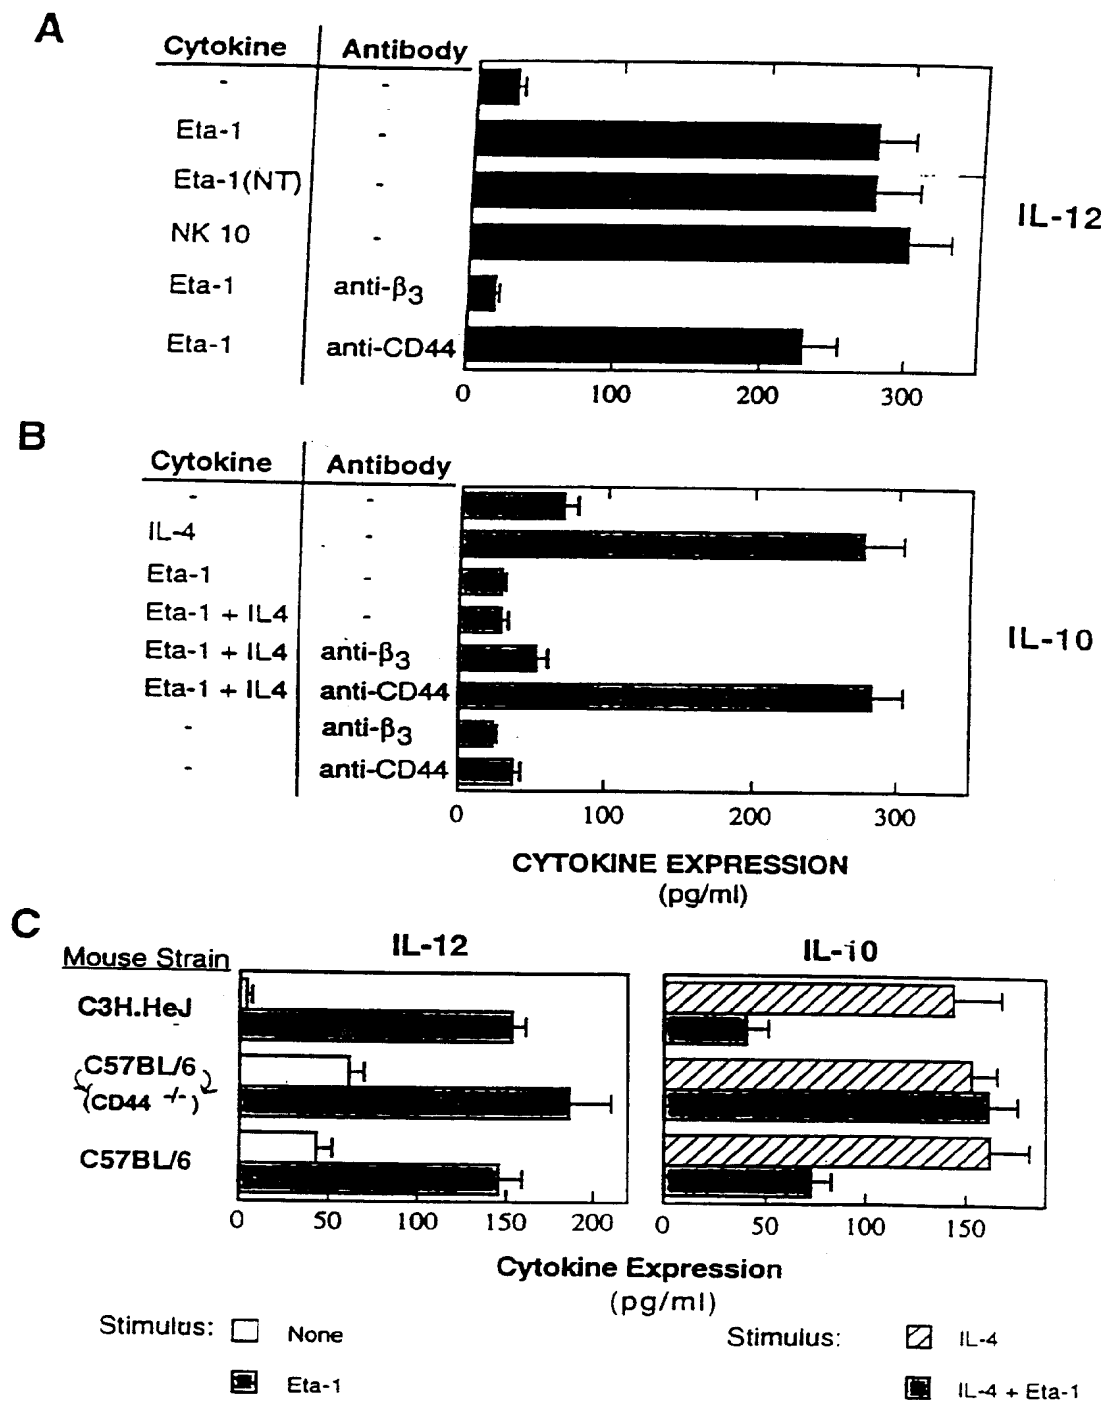 A
Cytokine Antibody
- -
Eta-1 -
Eta-1(NT) -
NK 10 -
Eta-1 anti-β3
Eta-1 anti-CD44
IL-12
0 100 200 300
B
Cytokine Antibody
- -
IL-4 -
Eta-1 -
Eta-1 + IL4 -
Eta-1 + IL4 anti-β3
Eta-1 + IL4 anti-CD44
- anti-β3
- anti-CD44
IL-10
0 100 200 300
CYTOKINE EXPRESSION
(pg/ml)
C
Mouse Strain IL-12 IL-10
C3H.HeJ
C57BL/6
(CD44 -/-)
C57BL/6
0 50 100 150 200 0 50 100 150
Cytokine Expression
(pg/ml)
Stimulus: None Stimulus: IL-4
Eta-1 IL-4 + Eta-1